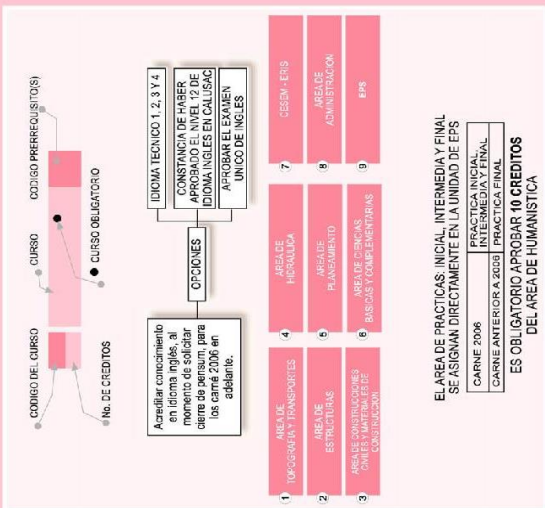 CODIGO DEL CURSO
CURSO
CODIGO PRERREQUISITO(S)
No. DE CREDITOS
CURSO OBLIGATORIO
Acreditar conocimiento
en idioma inglés, al
momento de solicitar
cierre de pensum, para
los carné 2006 en
adelante.
OPCIONES
IDIOMA TECNICO 1, 2, 3 Y 4
CONSTANCIA DE HABER
APROBADO EL NIVEL 12 DE
IDIOMA INGLES EN CALUSAC
APROBAR EL EXAMEN
UNICO DE INGLES
1 AREA DE
TOPOGRAFIA Y TRANSPORTES
2 AREA DE
ESTRUCTURAS
3 AREA DE CONSTRUCCIONES
CIVILES Y MATERIALES DE
CONSTRUCCION
4 AREA DE
HIDRAULICA
5 AREA DE
PLANEAMIENTO
6 AREA DE CIENCIAS
BASICAS Y COMPLEMENTARIAS
7 CESEM - ERIS
8 AREA DE
ADMINISTRACION
9 EPS
EL AREA DE PRACTICAS: INICIAL, INTERMEDIA Y FINAL
SE ASIGNAN DIRECTAMENTE EN LA UNIDAD DE EPS
CARNE 2006
PRACTICA INICIAL,
INTERMEDIA Y FINAL
CARNE ANTERIOR A 2006
PRACTICA FINAL
ES OBLIGATORIO APROBAR 10 CREDITOS
DEL AREA DE HUMANISTICA